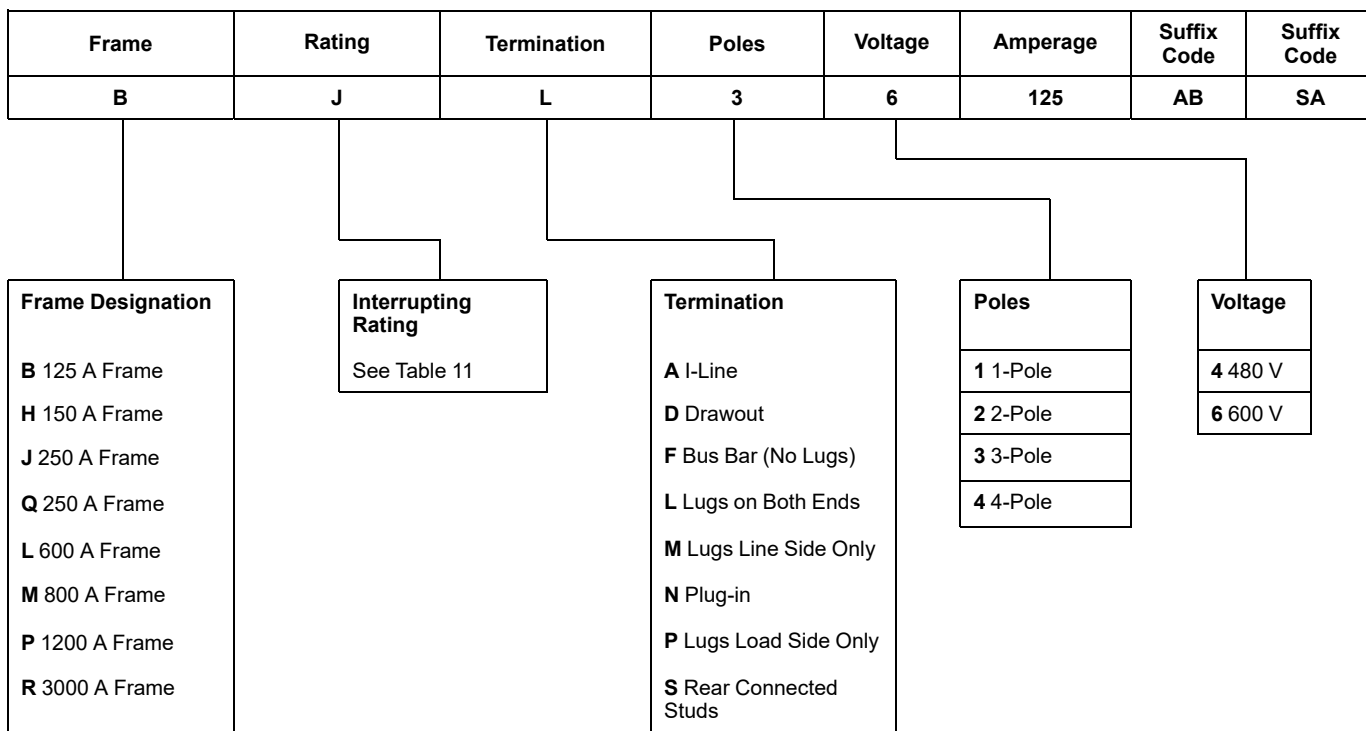 Frame Rating Termination Poles Voltage Amperage Suffix Code Suffix Code
B J L 3 6 125 AB SA
Frame Designation
B 125 A Frame
H 150 A Frame
J 250 A Frame
Q 250 A Frame
L 600 A Frame
M 800 A Frame
P 1200 A Frame
R 3000 A Frame
Interrupting
Rating
See Table 11
Termination
A I-Line
D Drawout
F Bus Bar (No Lugs)
L Lugs on Both Ends
M Lugs Line Side Only
N Plug-in
P Lugs Load Side Only
S Rear Connected
Studs
Poles
1 1-Pole
2 2-Pole
3 3-Pole
4 4-Pole
Voltage
4 480 V
6 600 V